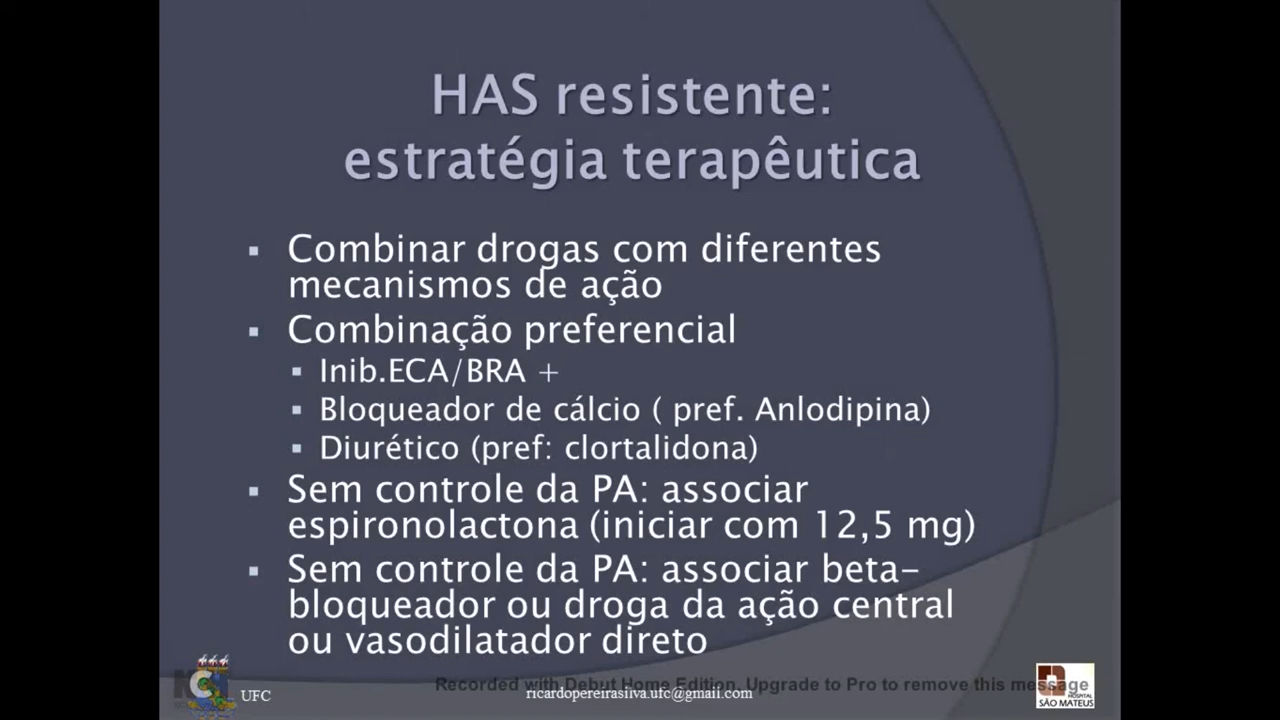 HAS resistente:
estratégia terapêutica
▪ Combinar drogas com diferentes
mecanismos de ação
▪ Combinação preferencial
▪ Inib.ECA/BRA +
▪ Bloqueador de cálcio ( pref. Anlodipina)
▪ Diurético (pref: clortalidona)
▪ Sem controle da PA: associar
espironolactona (iniciar com 12,5 mg)
▪ Sem controle da PA: associar beta-
bloqueador ou droga da ação central
ou vasodilatador direto
UFC
Recorded with Debut Home Edition. Upgrade to Pro to remove this message
ricardopereirasilva.ufc@gmail.com
HOSPITAL
SÃO MATEUS